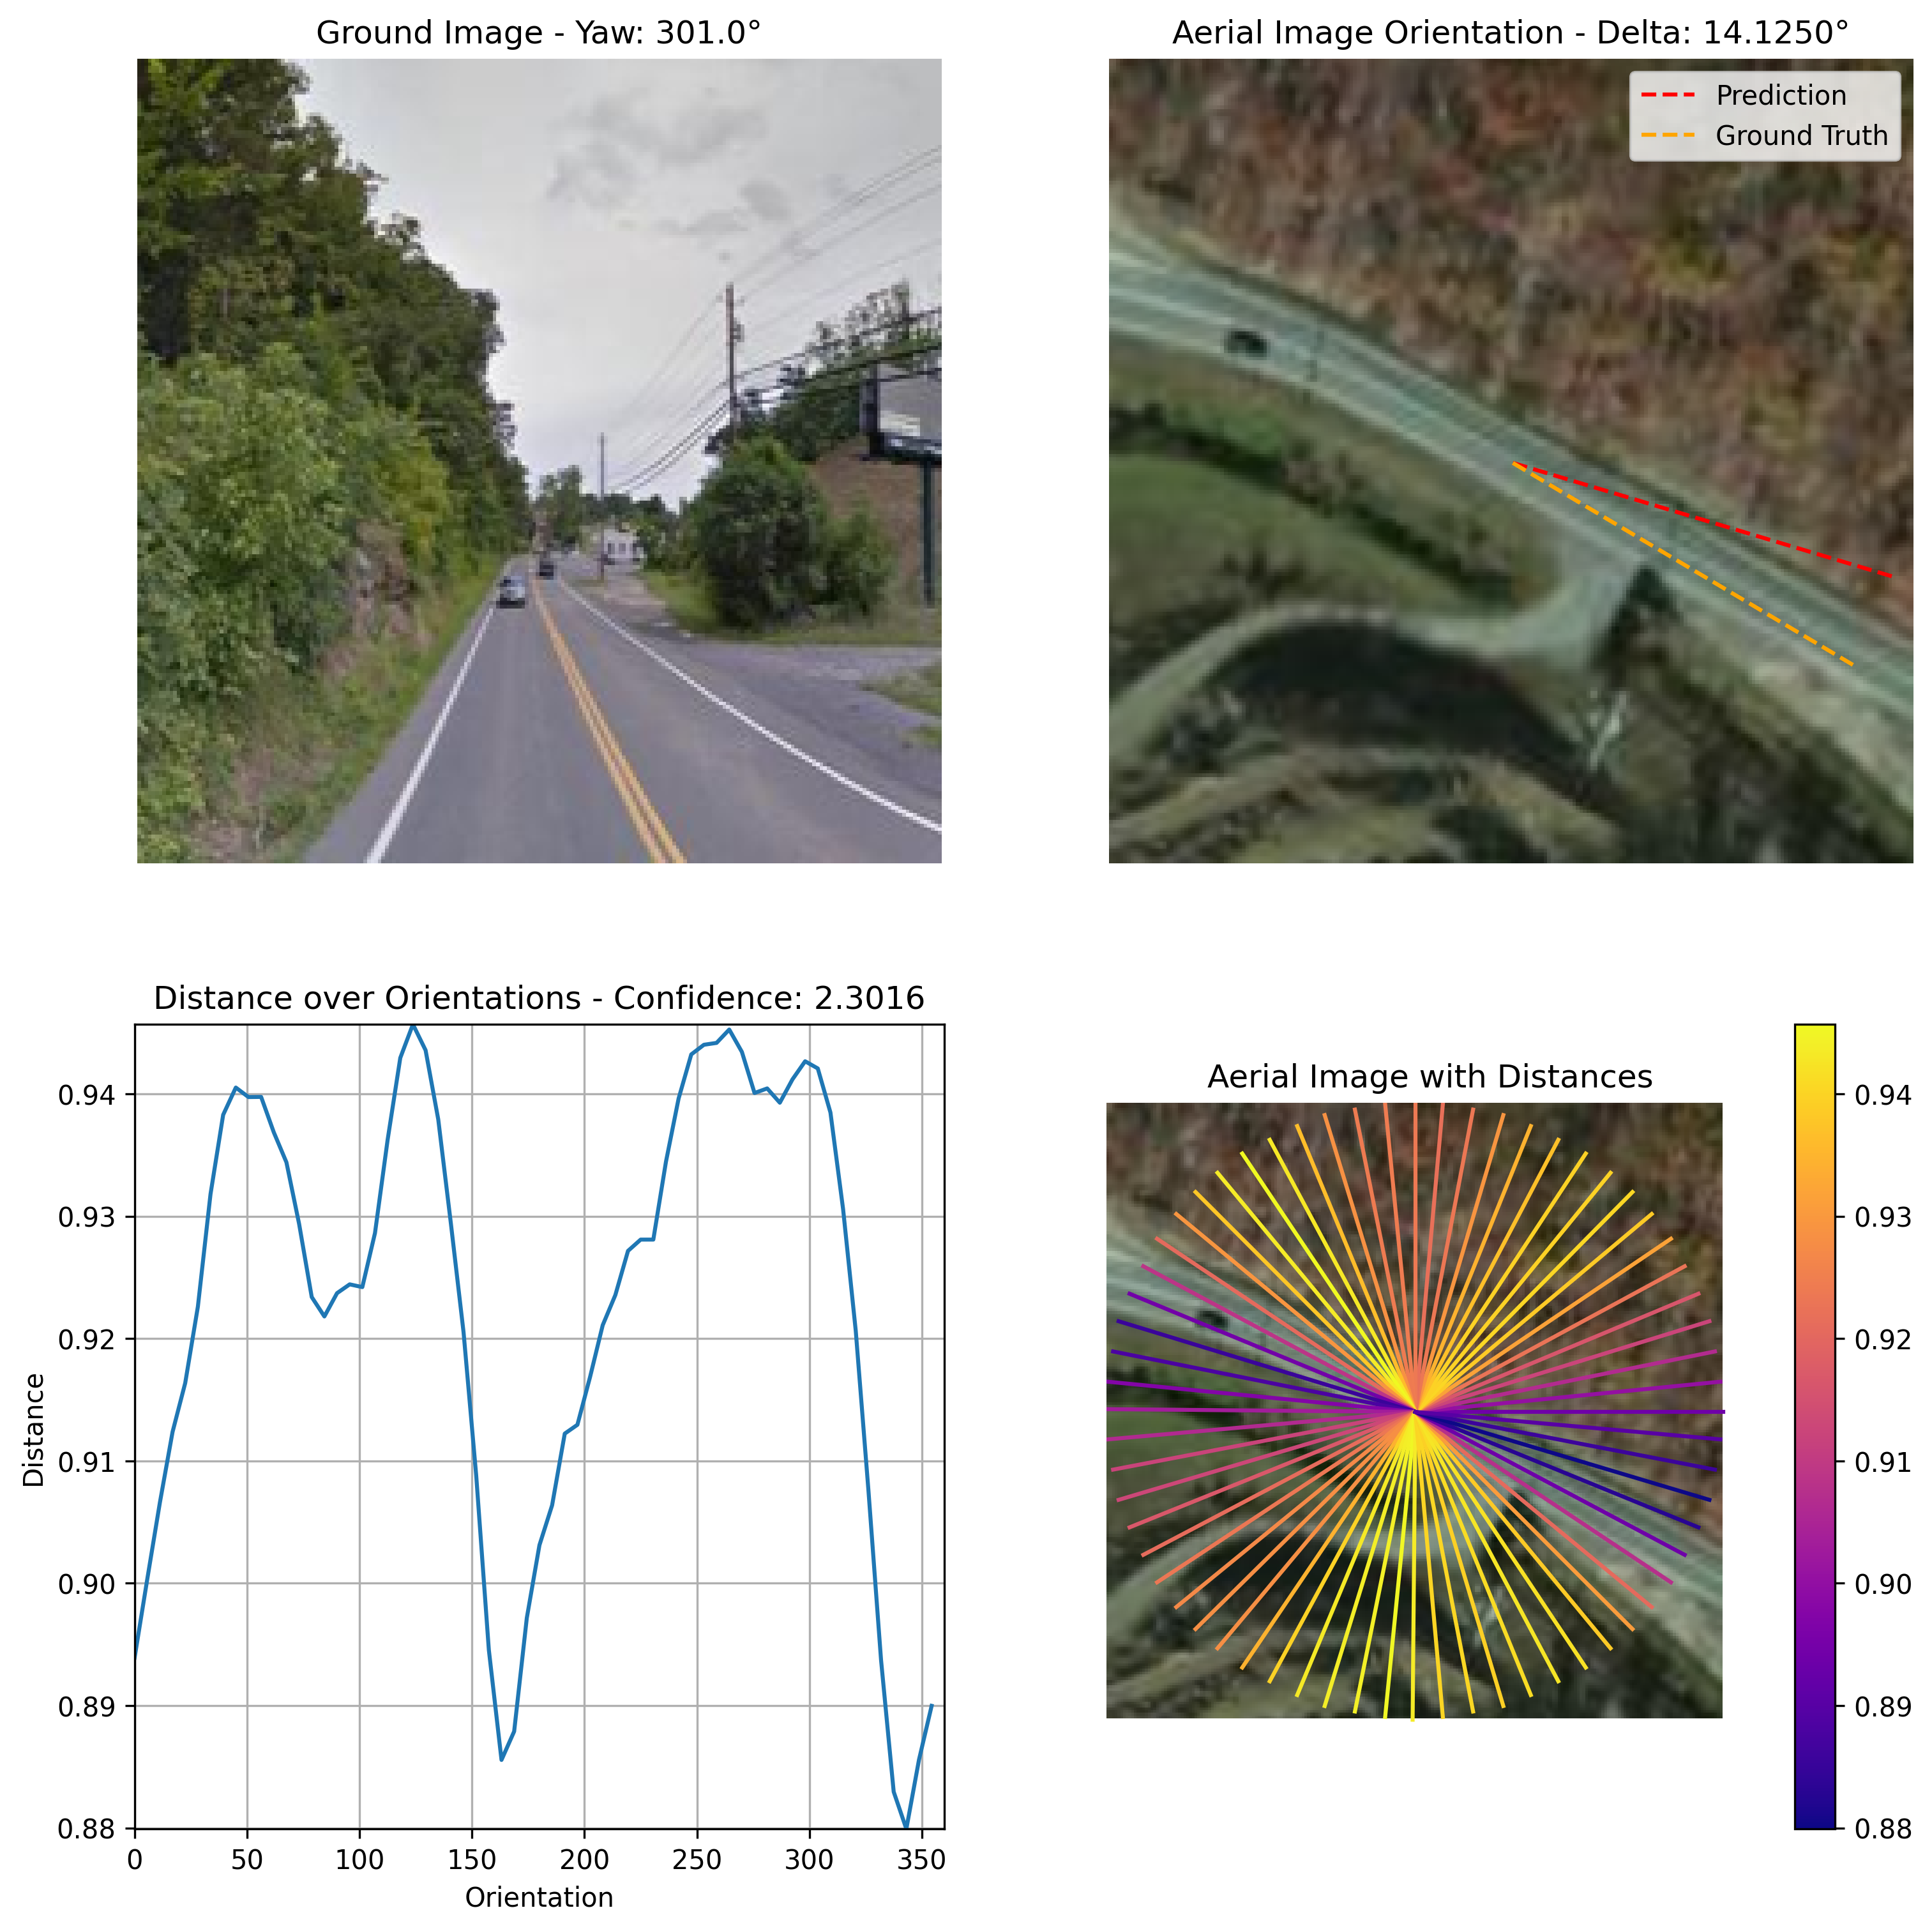 Ground Image - Yaw: 301.0°
Aerial Image Orientation - Delta: 14.1250°
Prediction
Ground Truth
Distance over Orientations - Confidence: 2.3016
0.94
0.93
0.92
0.91
0.90
0.89
0.88
Distance
0
50
100
150
200
250
300
350
Orientation
Aerial Image with Distances
0.94
0.93
0.92
0.91
0.90
0.89
0.88